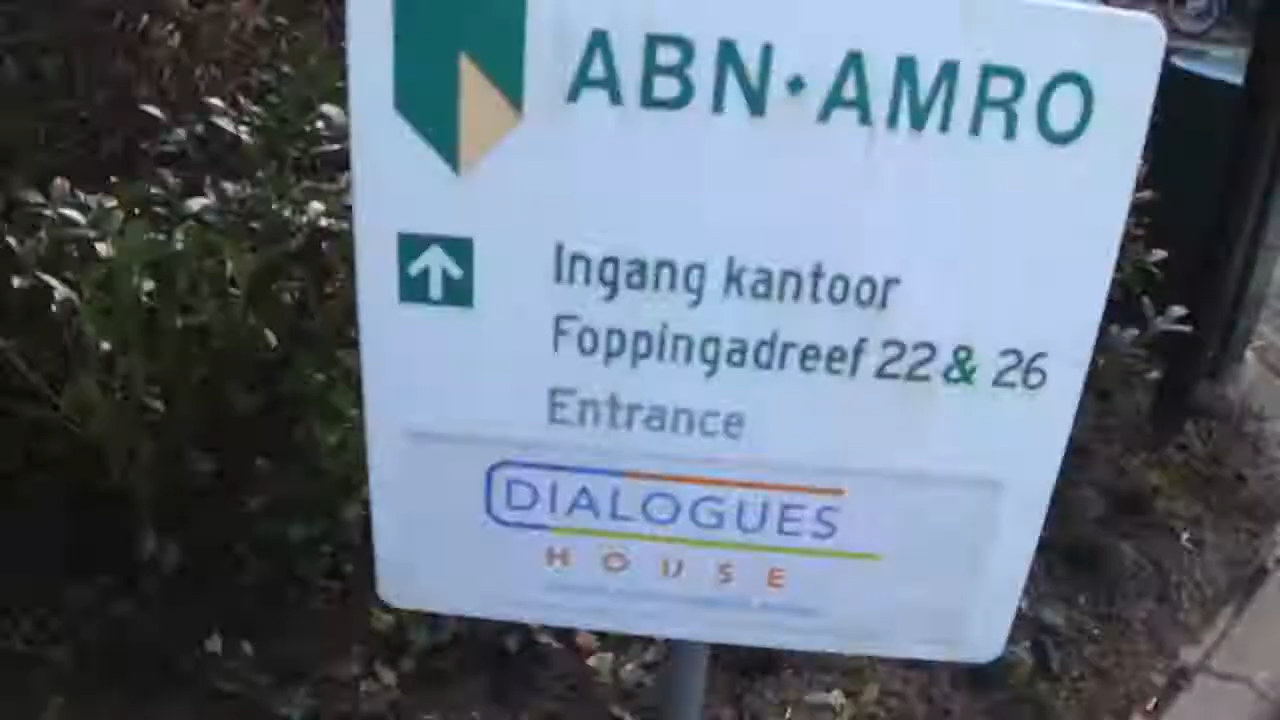 ABN·AMRO
Ingang kantoor
Foppingadreef 22 & 26
Entrance
DIALOGUES
HOUSE